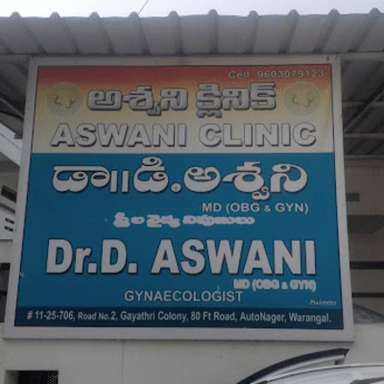 Cell. 9603079123
అశ్వని క్లినిక్
ASWANI CLINIC
డా||డి.అశ్వని
MD (OBG & GYN)
స్త్రీల వైద్య నిపుణులు
Dr.D. ASWANI
MD (OBG & GYN)
GYNAECOLOGIST
# 11-25-706, Road No.2, Gayathri Colony, 80 Ft Road, AutoNager, Warangal.